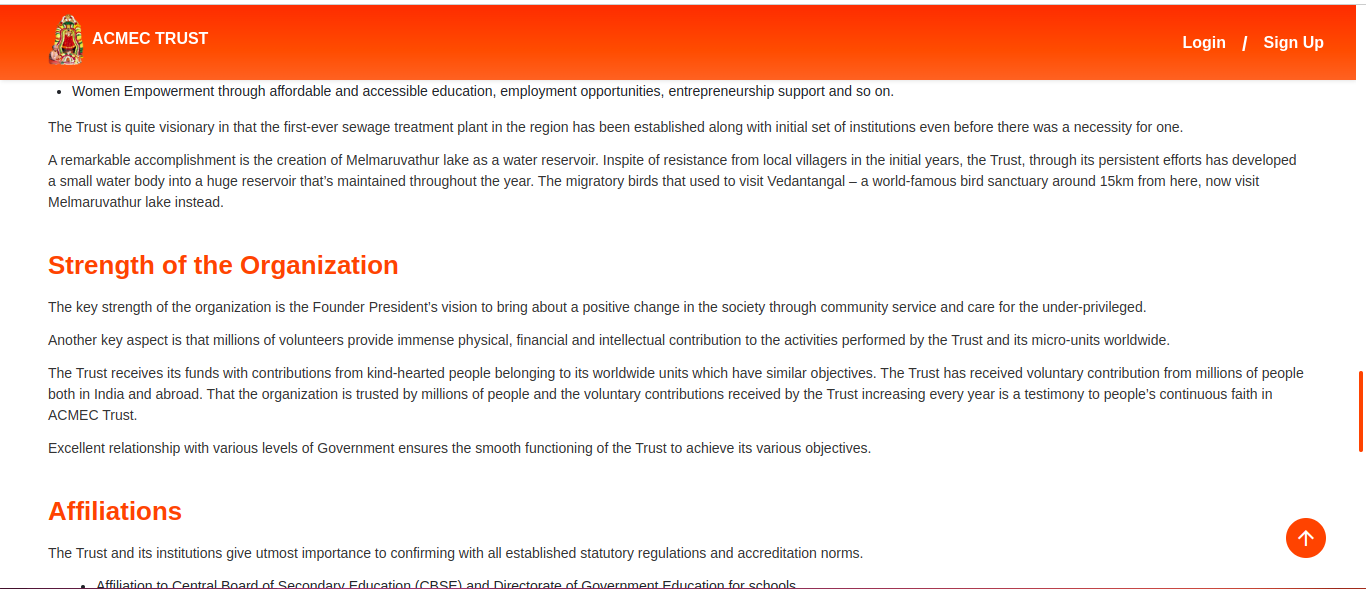 ACMEC TRUST
Login / Sign Up
• Women Empowerment through affordable and accessible education, employment opportunities, entrepreneurship support and so on.
The Trust is quite visionary in that the first-ever sewage treatment plant in the region has been established along with initial set of institutions even before there was a necessity for one.
A remarkable accomplishment is the creation of Melmaruvathur lake as a water reservoir. Inspite of resistance from local villagers in the initial years, the Trust, through its persistent efforts has developed
a small water body into a huge reservoir that’s maintained throughout the year. The migratory birds that used to visit Vedantangal – a world-famous bird sanctuary around 15km from here, now visit
Melmaruvathur lake instead.
Strength of the Organization
The key strength of the organization is the Founder President’s vision to bring about a positive change in the society through community service and care for the under-privileged.
Another key aspect is that millions of volunteers provide immense physical, financial and intellectual contribution to the activities performed by the Trust and its micro-units worldwide.
The Trust receives its funds with contributions from kind-hearted people belonging to its worldwide units which have similar objectives. The Trust has received voluntary contribution from millions of people
both in India and abroad. That the organization is trusted by millions of people and the voluntary contributions received by the Trust increasing every year is a testimony to people’s continuous faith in
ACMEC Trust.
Excellent relationship with various levels of Government ensures the smooth functioning of the Trust to achieve its various objectives.
Affiliations
The Trust and its institutions give utmost importance to confirming with all established statutory regulations and accreditation norms.
• Affiliation to Central Board of Secondary Education (CBSE) and Directorate of Government Education for schools